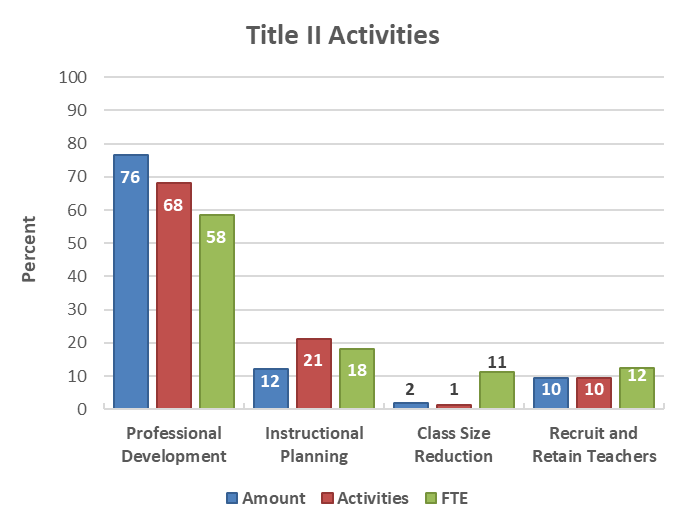 Title II Activities
100
90
80
70
60
50
40
30
20
10
0
Percent
76
68
58
12
21
18
2
1
11
10
10
12
Professional
Development
Instructional
Planning
Class Size
Reduction
Recruit and
Retain Teachers
Amount
Activities
FTE